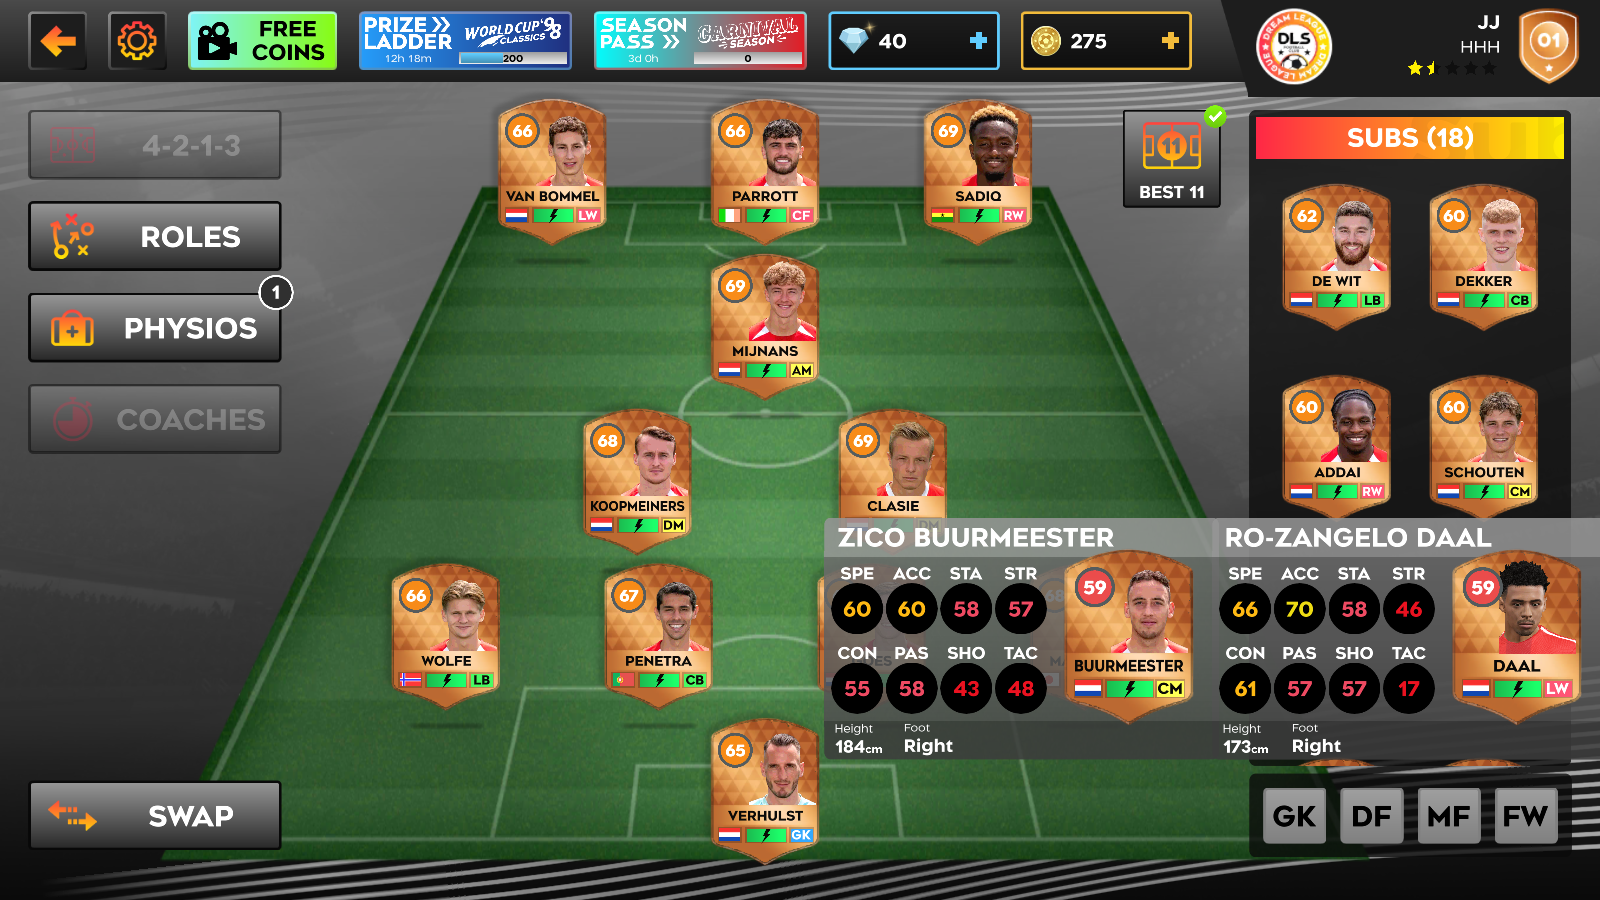 FREE
COINS
PRIZE
LADDER
12h 18m
WORLD CUP '98
CLASSICS
200
SEASON
PASS
3d 0h
CARNIVAL
SEASON
0
40
275
DREAM LEAGUE
DLS
DREAM LEAGUE
JJ
HHH
01
4-2-1-3
ROLES
PHYSIOS
1
COACHES
SWAP
BEST 11
11
66
VAN BOMMEL
LW
66
PARROTT
CF
69
SADIQ
RW
69
MIJNANS
AM
68
KOOPMEINERS
DM
69
CLASIE
DM
66
WOLFE
LB
67
PENETRA
CB
65
VERHULST
GK
SUBS (18)
62
DE WIT
LB
60
DEKKER
CB
60
ADDAI
RW
60
SCHOUTEN
CM
ZICO BUURMEESTER
SPE ACC STA STR
60 60 58 57
CON PAS SHO TAC
55 58 43 48
Height Foot
184cm Right
59
BUURMEESTER
CM
RO-ZANGELO DAAL
SPE ACC STA STR
66 70 58 46
CON PAS SHO TAC
61 57 57 17
Height Foot
173cm Right
59
DAAL
LW
GK DF MF FW